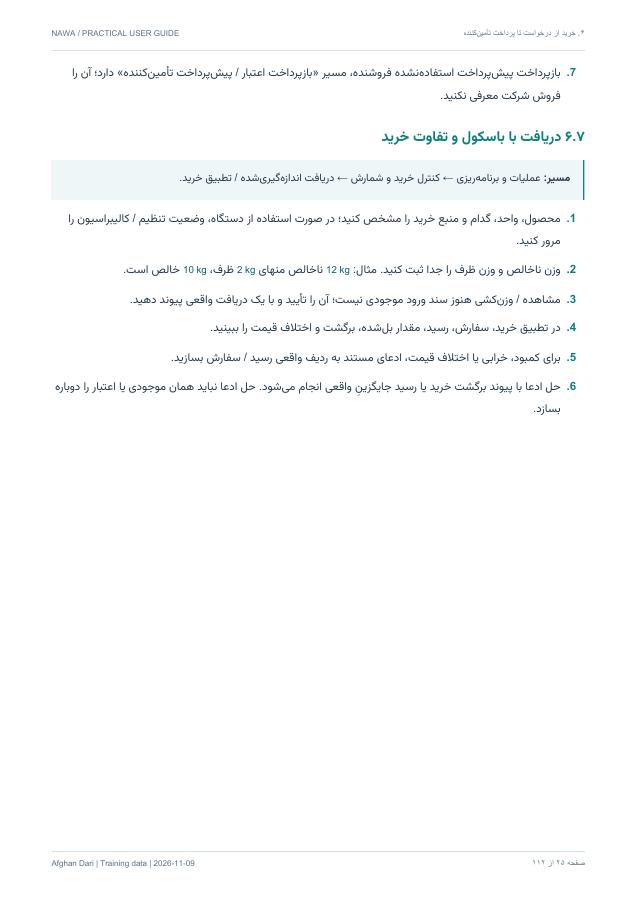 NAWA / PRACTICAL USER GUIDE
۶. خرید از درخواست تا پرداخت تأمین‌کننده
7. بازپرداخت پیش‌پرداخت استفاده‌نشده فروشنده، مسیر «بازپرداخت اعتبار / پیش‌پرداخت تأمین‌کننده» دارد؛ آن را
فروش شرکت معرفی نکنید.
۶.۷ دریافت با باسکول و تفاوت خرید
مسیر: عملیات و برنامه‌ریزی ← کنترل خرید و شمارش ← دریافت اندازه‌گیری‌شده / تطبیق خرید.
1. محصول، واحد، گدام و منبع خرید را مشخص کنید؛ در صورت استفاده از دستگاه، وضعیت تنظیم / کالیبراسیون را
مرور کنید.
2. وزن ناخالص و وزن ظرف را جدا ثبت کنید. مثال: 12 kg ناخالص منهای 2 kg ظرف، 10 kg خالص است.
3. مشاهده / وزن‌کشی هنوز سند ورود موجودی نیست؛ آن را تأیید و با یک دریافت واقعی پیوند دهید.
4. در تطبیق خرید، سفارش، رسید، مقدار بل‌شده، برگشت و اختلاف قیمت را ببینید.
5. برای کمبود، خرابی یا اختلاف قیمت، ادعای مستند به ردیف واقعی رسید / سفارش بسازید.
6. حل ادعا با پیوند برگشت خرید یا رسید جایگزینِ واقعی انجام می‌شود. حل ادعا نباید همان موجودی یا اعتبار را دوباره
بسازد.
Afghan Dari | Training data | 2026-11-09
صفحه ۲۵ از ۱۱۲